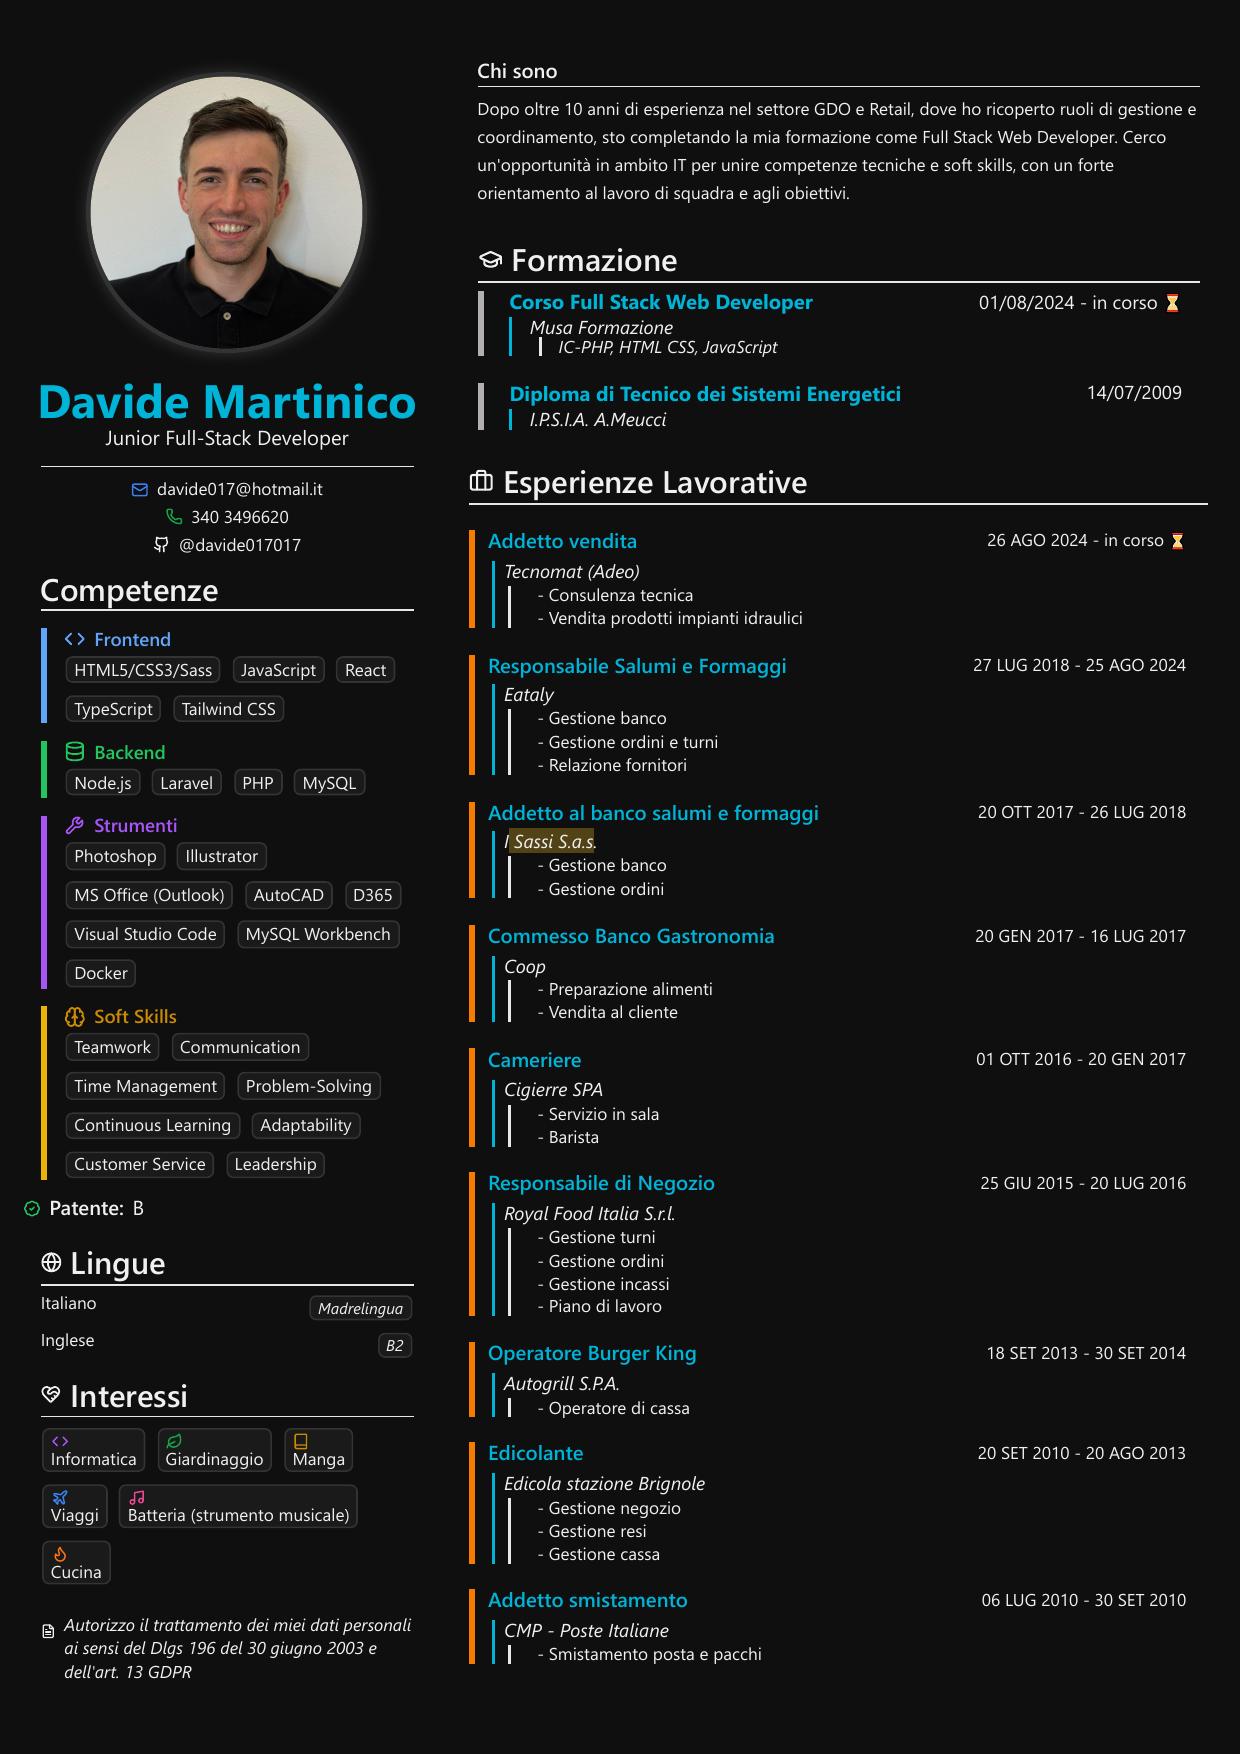 Davide Martinico
Junior Full-Stack Developer
davide017@hotmail.it
340 3496620
@davide017017
Competenze
Frontend
HTML5/CSS3/Sass JavaScript React
TypeScript Tailwind CSS
Backend
Node.js Laravel PHP MySQL
Strumenti
Photoshop Illustrator
MS Office (Outlook) AutoCAD D365
Visual Studio Code MySQL Workbench
Docker
Soft Skills
Teamwork Communication
Time Management Problem-Solving
Continuous Learning Adaptability
Customer Service Leadership
Patente: B
Lingue
Italiano Madrelingua
Inglese B2
Interessi
Informatica Giardinaggio Manga
Viaggi Batteria (strumento musicale)
Cucina
Autorizzo il trattamento dei miei dati personali
ai sensi del Dlgs 196 del 30 giugno 2003 e
dell'art. 13 GDPR
Chi sono
Dopo oltre 10 anni di esperienza nel settore GDO e Retail, dove ho ricoperto ruoli di gestione e
coordinamento, sto completando la mia formazione come Full Stack Web Developer. Cerco
un'opportunità in ambito IT per unire competenze tecniche e soft skills, con un forte
orientamento al lavoro di squadra e agli obiettivi.
Formazione
Corso Full Stack Web Developer 01/08/2024 - in corso ⏳
Musa Formazione
IC-PHP, HTML CSS, JavaScript
Diploma di Tecnico dei Sistemi Energetici 14/07/2009
I.P.S.I.A. A.Meucci
Esperienze Lavorative
Addetto vendita 26 AGO 2024 - in corso ⏳
Tecnomat (Adeo)
- Consulenza tecnica
- Vendita prodotti impianti idraulici
Responsabile Salumi e Formaggi 27 LUG 2018 - 25 AGO 2024
Eataly
- Gestione banco
- Gestione ordini e turni
- Relazione fornitori
Addetto al banco salumi e formaggi 20 OTT 2017 - 26 LUG 2018
I Sassi S.a.s.
- Gestione banco
- Gestione ordini
Commesso Banco Gastronomia 20 GEN 2017 - 16 LUG 2017
Coop
- Preparazione alimenti
- Vendita al cliente
Cameriere 01 OTT 2016 - 20 GEN 2017
Cigierre SPA
- Servizio in sala
- Barista
Responsabile di Negozio 25 GIU 2015 - 20 LUG 2016
Royal Food Italia S.r.l.
- Gestione turni
- Gestione ordini
- Gestione incassi
- Piano di lavoro
Operatore Burger King 18 SET 2013 - 30 SET 2014
Autogrill S.P.A.
- Operatore di cassa
Edicolante 20 SET 2010 - 20 AGO 2013
Edicola stazione Brignole
- Gestione negozio
- Gestione resi
- Gestione cassa
Addetto smistamento 06 LUG 2010 - 30 SET 2010
CMP - Poste Italiane
- Smistamento posta e pacchi